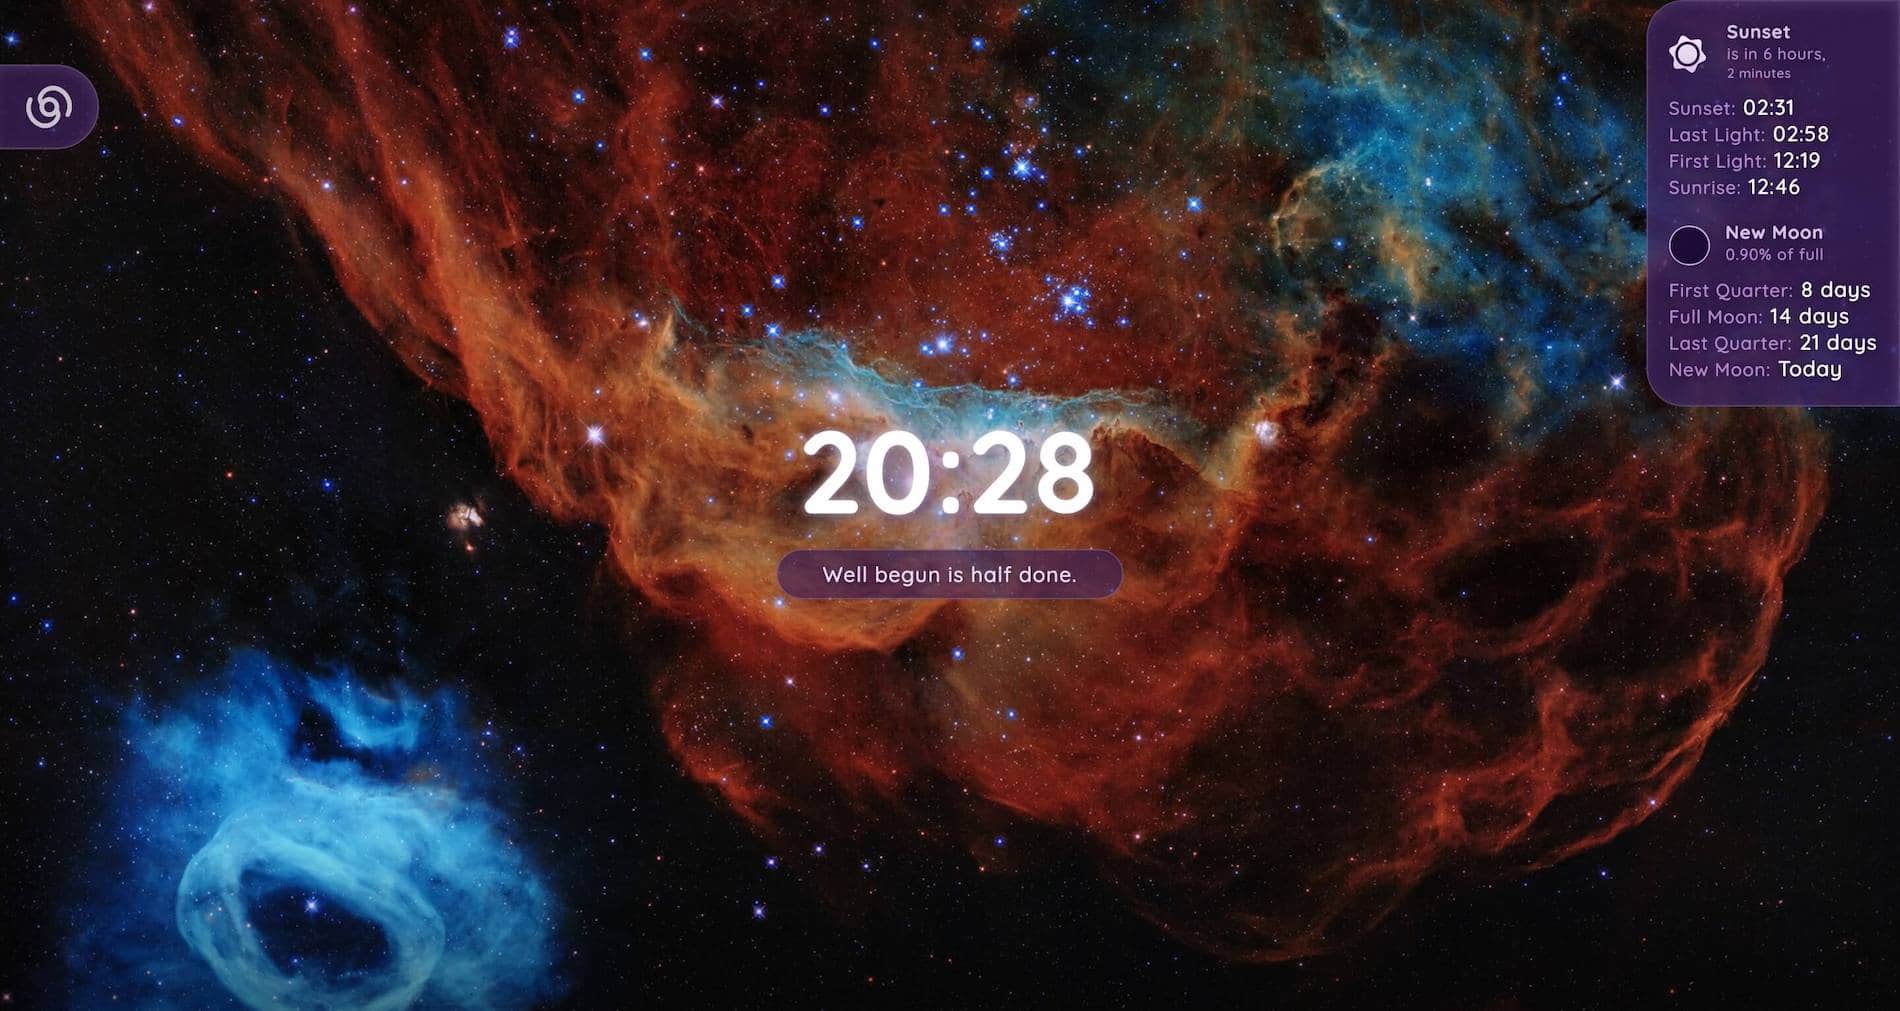 Sunset
is in 6 hours,
2 minutes
Sunset: 02:31
Last Light: 02:58
First Light: 12:19
Sunrise: 12:46
New Moon
0.90% of full
First Quarter: 8 days
Full Moon: 14 days
Last Quarter: 21 days
New Moon: Today
20:28
Well begun is half done.